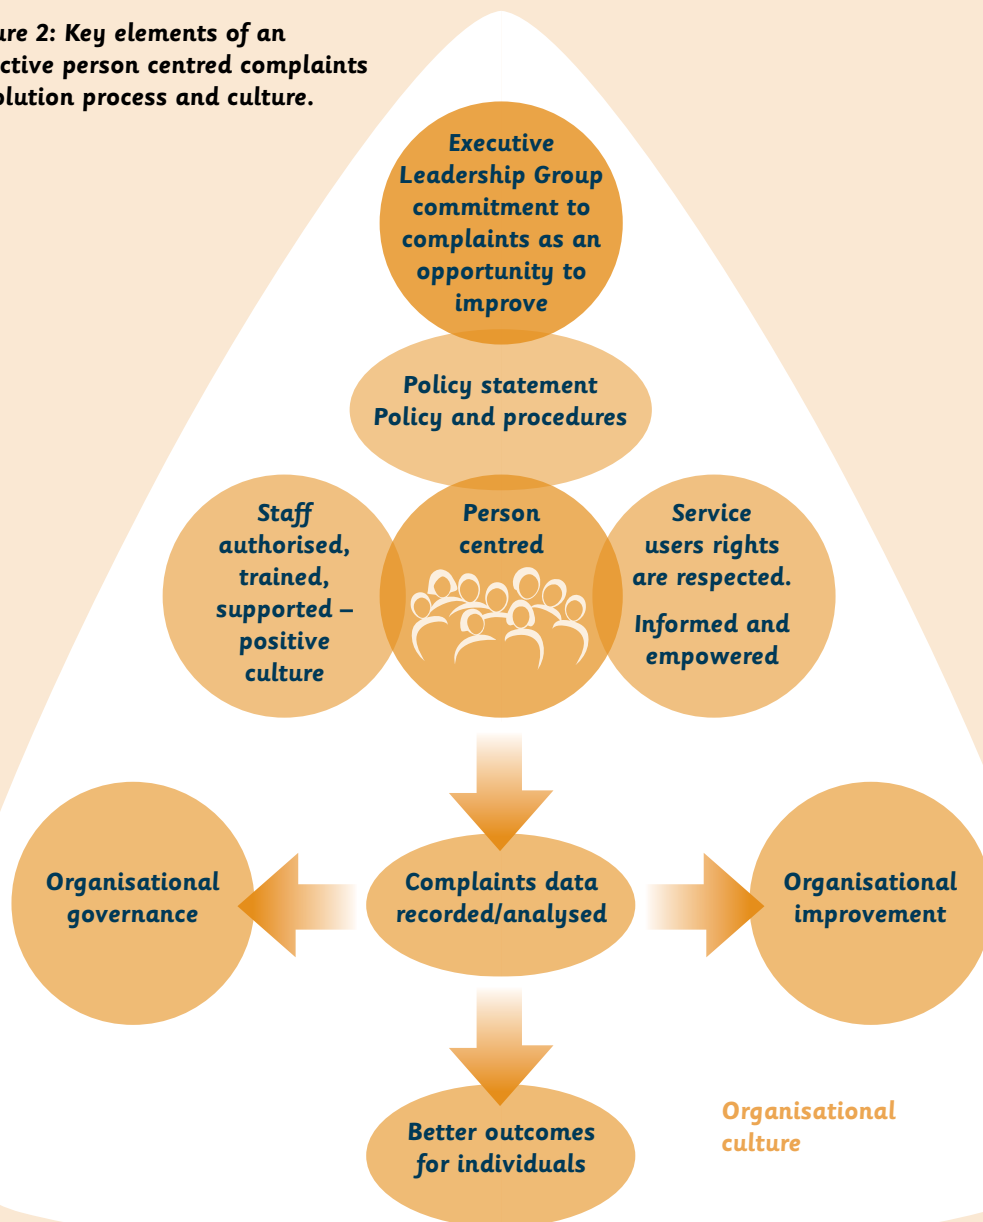 ure 2: Key elements of an
ctive person centred complaints
olution process and culture.
Executive
Leadership Group
commitment to
complaints as an
opportunity to
improve
Policy statement
Policy and procedures
Staff
authorised,
trained,
supported –
positive
culture
Person
centred
Service
users rights
are respected.
Informed and
empowered
Organisational
governance
Complaints data
recorded/analysed
Organisational
improvement
Better outcomes
for individuals
Organisational
culture